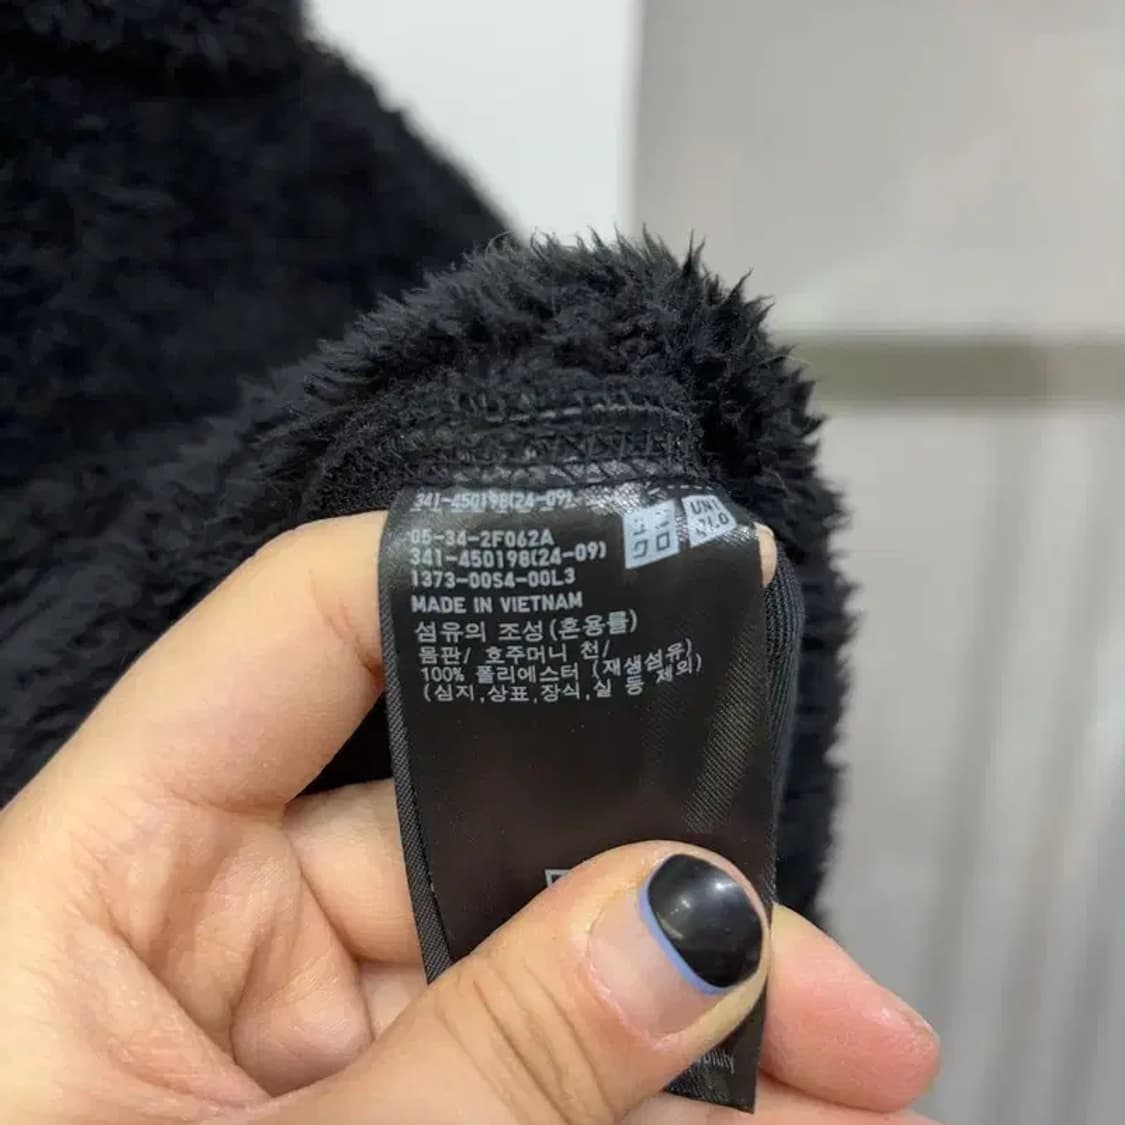 341-450198(24-09)
UNI
QLO
05-34-2F062A
341-450198(24-09)
1373-00S4-00L3
MADE IN VIETNAM
섬유의 조성(혼용률)
몸판/ 호주머니 천/
100% 폴리에스터 (재생섬유)
(심지,상표,장식,실 등 제외)